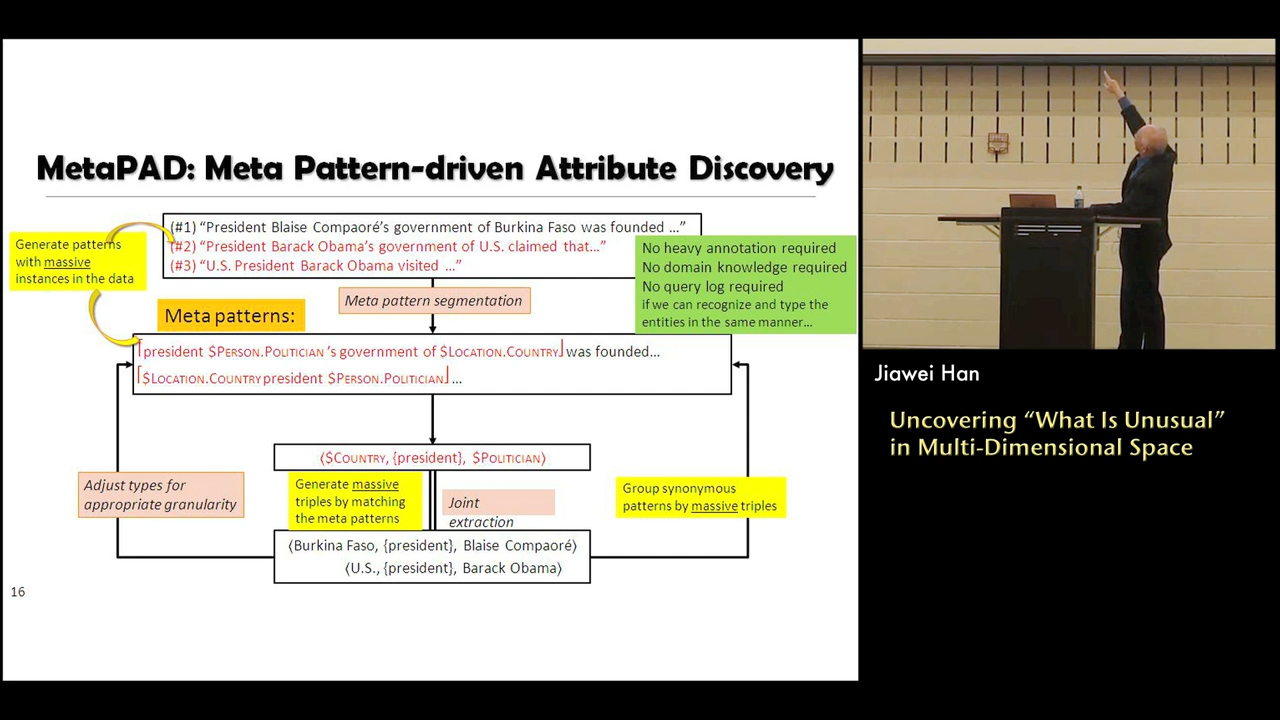 MetaPAD: Meta Pattern-driven Attribute Discovery
(#1) “President Blaise Compaoré’s government of Burkina Faso was founded ...”
(#2) “President Barack Obama’s government of U.S. claimed that...”
(#3) “U.S. President Barack Obama visited ...”
Generate patterns
with massive
instances in the data
No heavy annotation required
No domain knowledge required
No query log required
if we can recognize and type the
entities in the same manner...
Meta pattern segmentation
Meta patterns:
⌈president $PERSON.POLITICIAN ’s government of $LOCATION.COUNTRY⌋ was founded...
⌈$LOCATION.COUNTRY president $PERSON.POLITICIAN⌋ ...
⟨$COUNTRY, {president}, $POLITICIAN⟩
Adjust types for
appropriate granularity
Generate massive
triples by matching
the meta patterns
Joint
extraction
Group synonymous
patterns by massive triples
⟨Burkina Faso, {president}, Blaise Compaoré⟩
⟨U.S., {president}, Barack Obama⟩
16
Jiawei Han
Uncovering “What Is Unusual”
in Multi-Dimensional Space